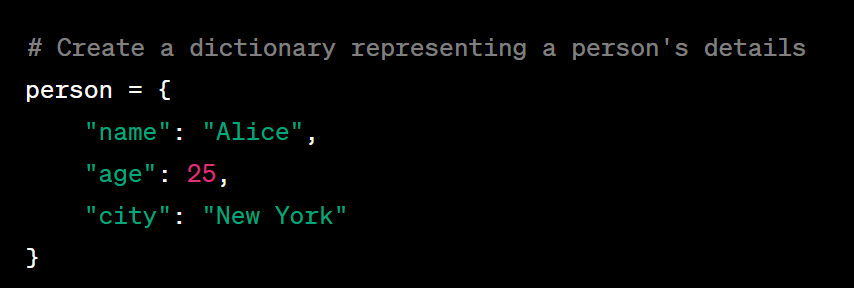 # Create a dictionary representing a person's details
person = {
    "name": "Alice",
    "age": 25,
    "city": "New York"
}